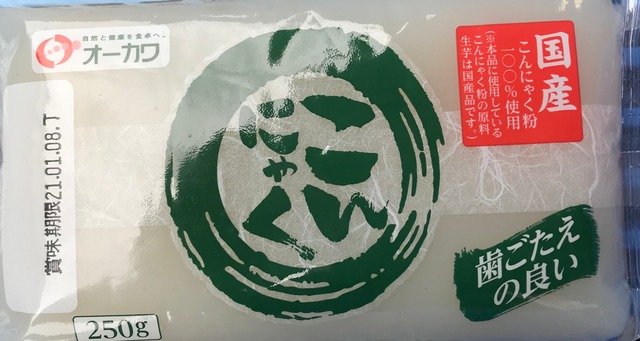 自然と健康を食卓へ。
オーカワ
国産
こんにゃく粉
一〇〇%使用
(※本品に使用している
こんにゃく粉の原料
生芋は国産品です。)
こん
にゃく
賞味期限21.01.08.T
歯ごたえ
の良い
250g